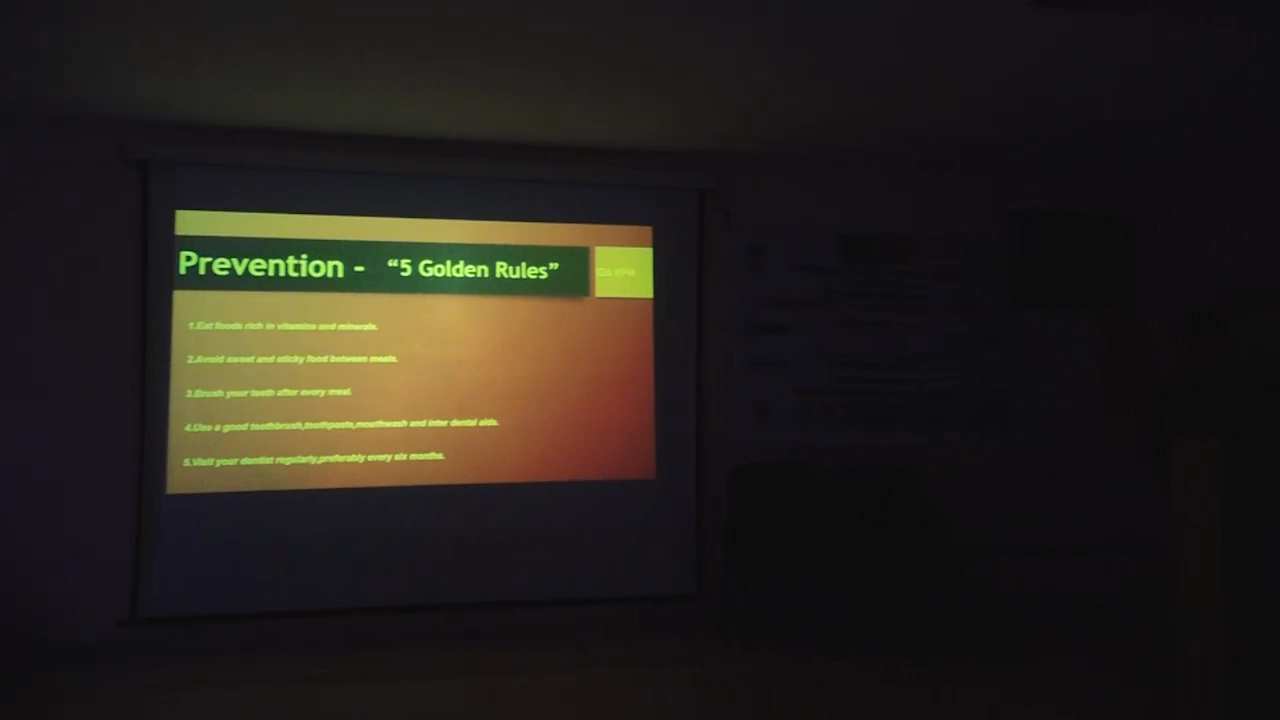 Prevention - "5 Golden Rules"
1.Eat foods rich in vitamins and minerals.
2.Avoid sweet and sticky food between meals.
3.Brush your teeth after every meal.
4.Use a good toothbrush,toothpaste,mouthwash and inter dental aids.
5.Visit your dentist regularly,preferably every six months.